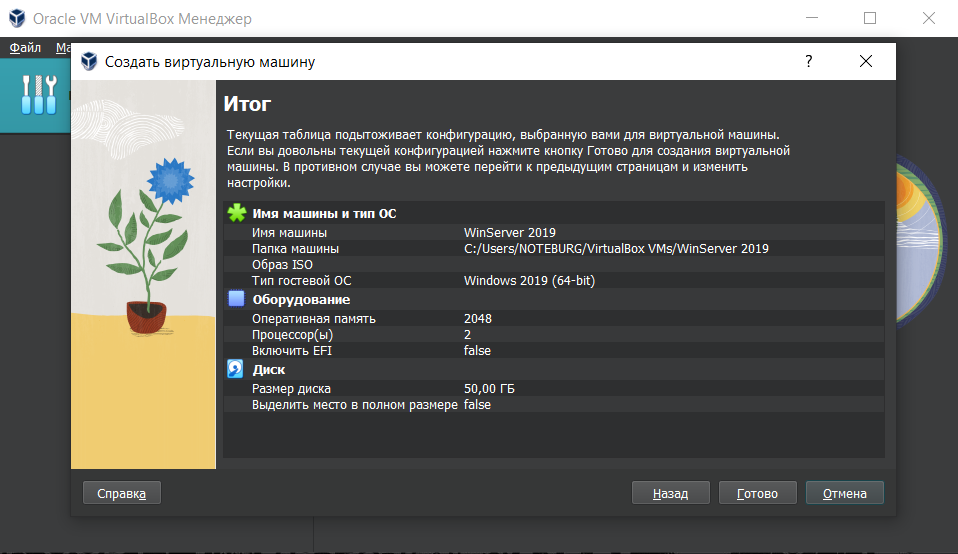 Oracle VM VirtualBox Менеджер
Файл Ма
Создать виртуальную машину ?
Итог
Текущая таблица подытоживает конфигурацию, выбранную вами для виртуальной машины.
Если вы довольны текущей конфигурацией нажмите кнопку Готово для создания виртуальной
машины. В противном случае вы можете перейти к предыдущим страницам и изменить
настройки.
Имя машины и тип ОС
Имя машины WinServer 2019
Папка машины C:/Users/NOTEBURG/VirtualBox VMs/WinServer 2019
Образ ISO
Тип гостевой ОС Windows 2019 (64-bit)
Оборудование
Оперативная память 2048
Процессор(ы) 2
Включить EFI false
Диск
Размер диска 50,00 ГБ
Выделить место в полном размере false
Справка Назад Готово Отмена